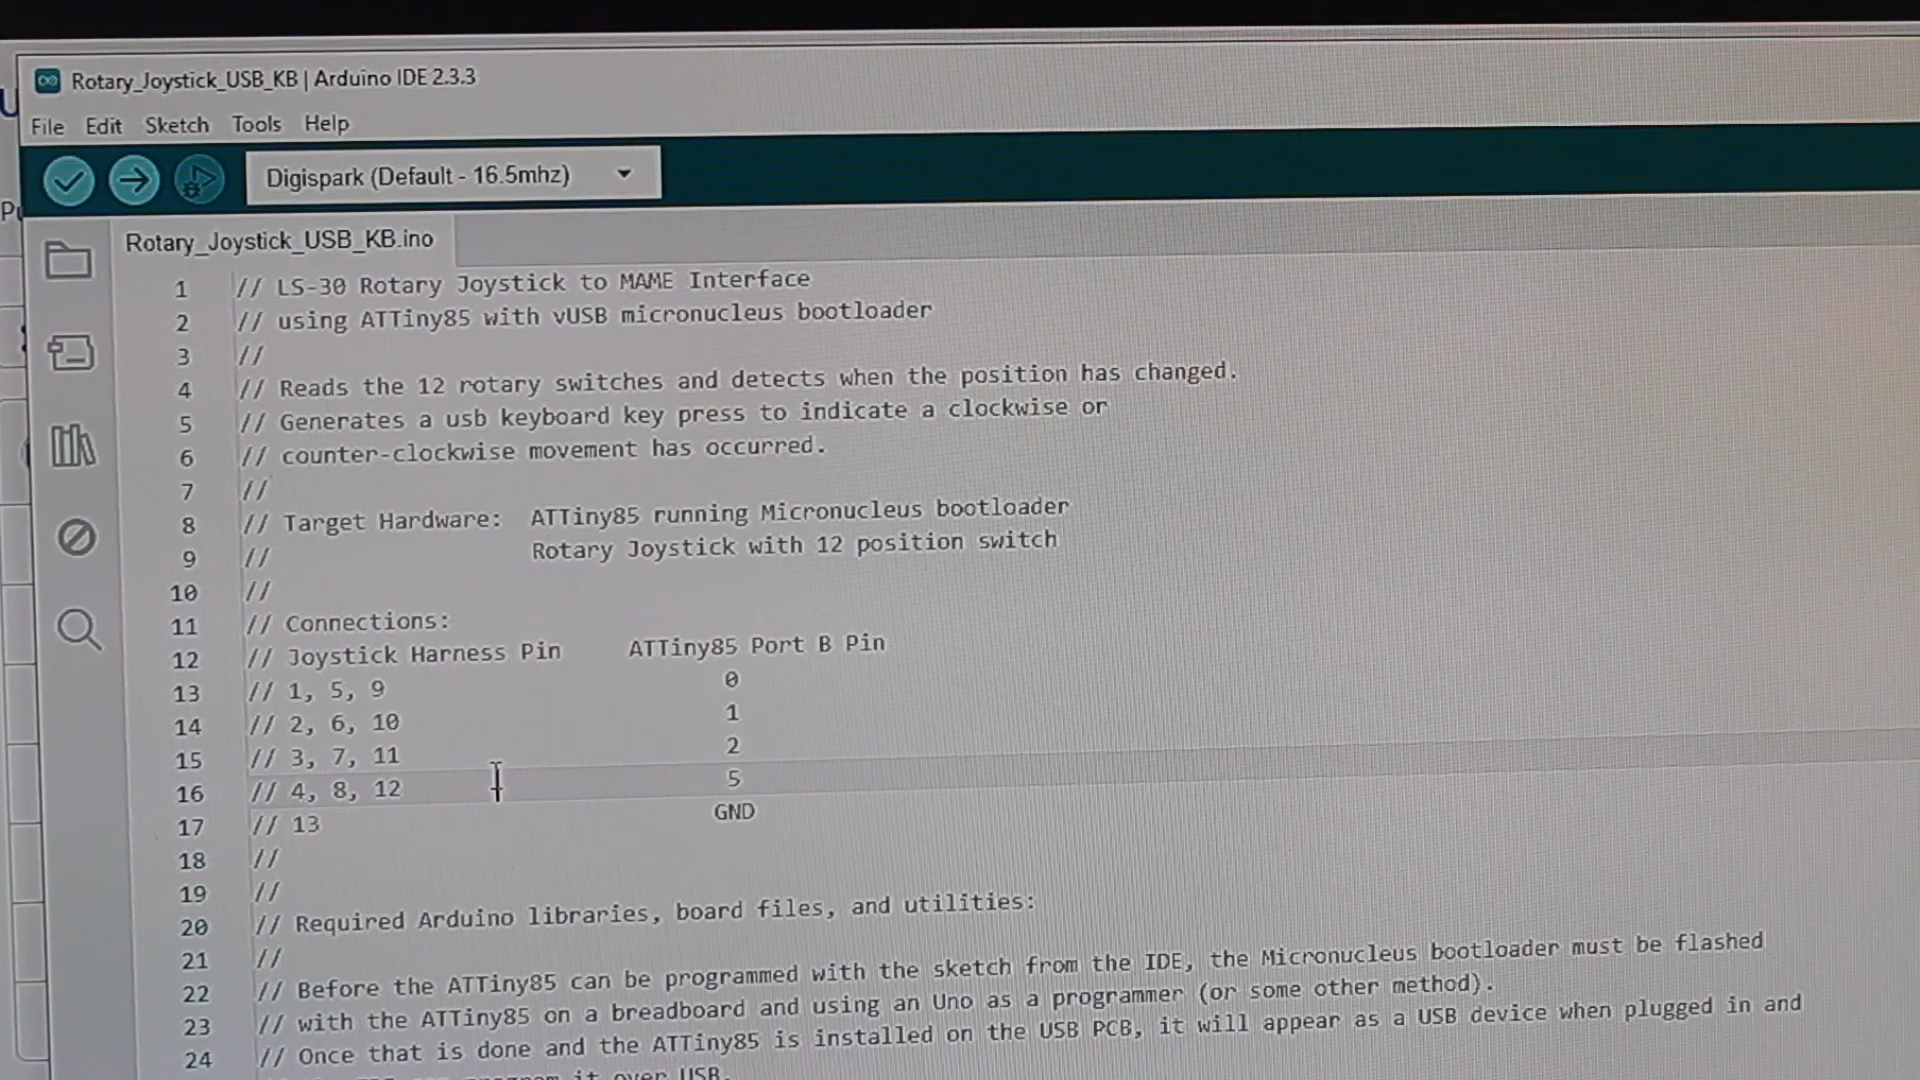 Rotary_Joystick_USB_KB | Arduino IDE 2.3.3
File Edit Sketch Tools Help
Digispark (Default - 16.5mhz)
Rotary_Joystick_USB_KB.ino
1 // LS-30 Rotary Joystick to MAME Interface
2 // using ATTiny85 with vUSB micronucleus bootloader
3 //
4 // Reads the 12 rotary switches and detects when the position has changed.
5 // Generates a usb keyboard key press to indicate a clockwise or
6 // counter-clockwise movement has occurred.
7 //
8 // Target Hardware: ATTiny85 running Micronucleus bootloader
9 // Rotary Joystick with 12 position switch
10 //
11 // Connections:
12 // Joystick Harness Pin ATTiny85 Port B Pin
13 // 1, 5, 9 0
14 // 2, 6, 10 1
15 // 3, 7, 11 2
16 // 4, 8, 12 5
17 // 13 GND
18 //
19 //
20 // Required Arduino libraries, board files, and utilities:
21 //
22 // Before the ATTiny85 can be programmed with the sketch from the IDE, the Micronucleus bootloader must be flashed
23 // with the ATTiny85 on a breadboard and using an Uno as a programmer (or some other method).
24 // Once that is done and the ATTiny85 is installed on the USB PCB, it will appear as a USB device when plugged in and
it over USB.